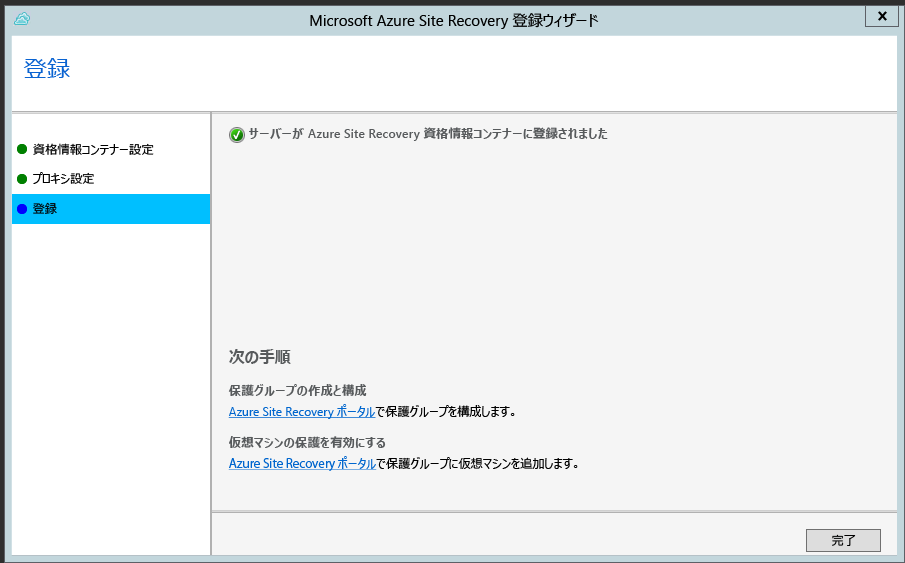 Microsoft Azure Site Recovery 登録ウィザード
登録
資格情報コンテナー設定
プロキシ設定
登録
サーバーが Azure Site Recovery 資格情報コンテナーに登録されました
次の手順
保護グループの作成と構成
Azure Site Recovery ポータルで保護グループを構成します。
仮想マシンの保護を有効にする
Azure Site Recovery ポータルで保護グループに仮想マシンを追加します。
完了